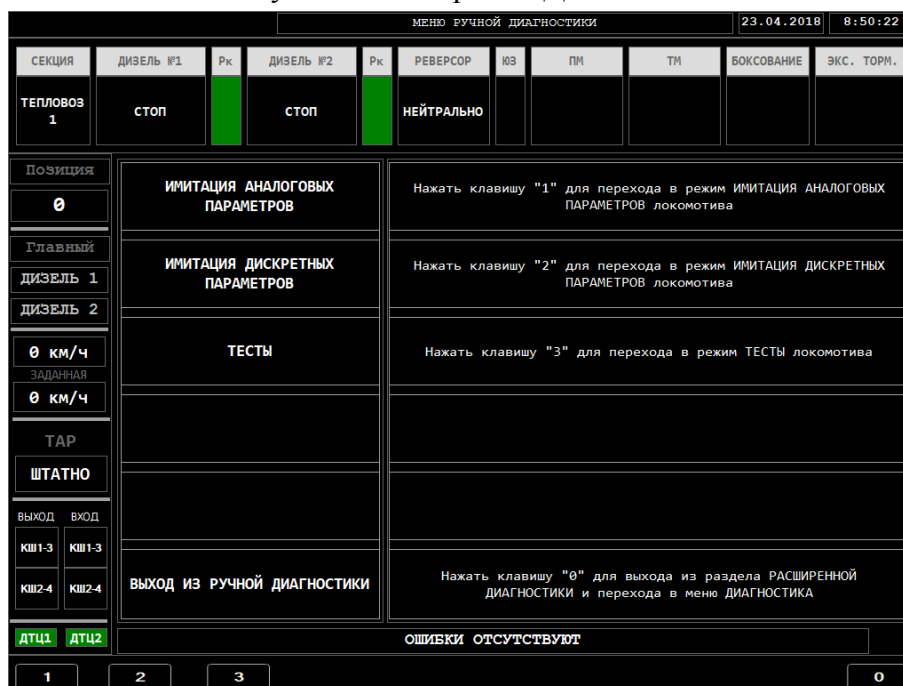 МЕНЮ РУЧНОЙ ДИАГНОСТИКИ 23.04.2018 8:50:22
СЕКЦИЯ ДИЗЕЛЬ №1 Рк ДИЗЕЛЬ №2 Рк РЕВЕРСОР ЮЗ ПМ ТМ БОКСОВАНИЕ ЭКС. ТОРМ.
ТЕПЛОВОЗ
1
СТОП СТОП НЕЙТРАЛЬНО
Позиция
0
Главный
ДИЗЕЛЬ 1
ДИЗЕЛЬ 2
0 км/ч
ЗАДАННАЯ
0 км/ч
ТАР
ШТАТНО
ВЫХОД ВХОД
КШ1-3 КШ1-3
КШ2-4 КШ2-4
ДТЦ1 ДТЦ2
ИМИТАЦИЯ АНАЛОГОВЫХ
ПАРАМЕТРОВ
Нажать клавишу "1" для перехода в режим ИМИТАЦИЯ АНАЛОГОВЫХ
ПАРАМЕТРОВ локомотива
ИМИТАЦИЯ ДИСКРЕТНЫХ
ПАРАМЕТРОВ
Нажать клавишу "2" для перехода в режим ИМИТАЦИЯ ДИСКРЕТНЫХ
ПАРАМЕТРОВ локомотива
ТЕСТЫ
Нажать клавишу "3" для перехода в режим ТЕСТЫ локомотива
ВЫХОД ИЗ РУЧНОЙ ДИАГНОСТИКИ
Нажать клавишу "0" для выхода из раздела РАСШИРЕННОЙ
ДИАГНОСТИКИ и перехода в меню ДИАГНОСТИКА
ОШИБКИ ОТСУТСТВУЮТ
1 2 3 0